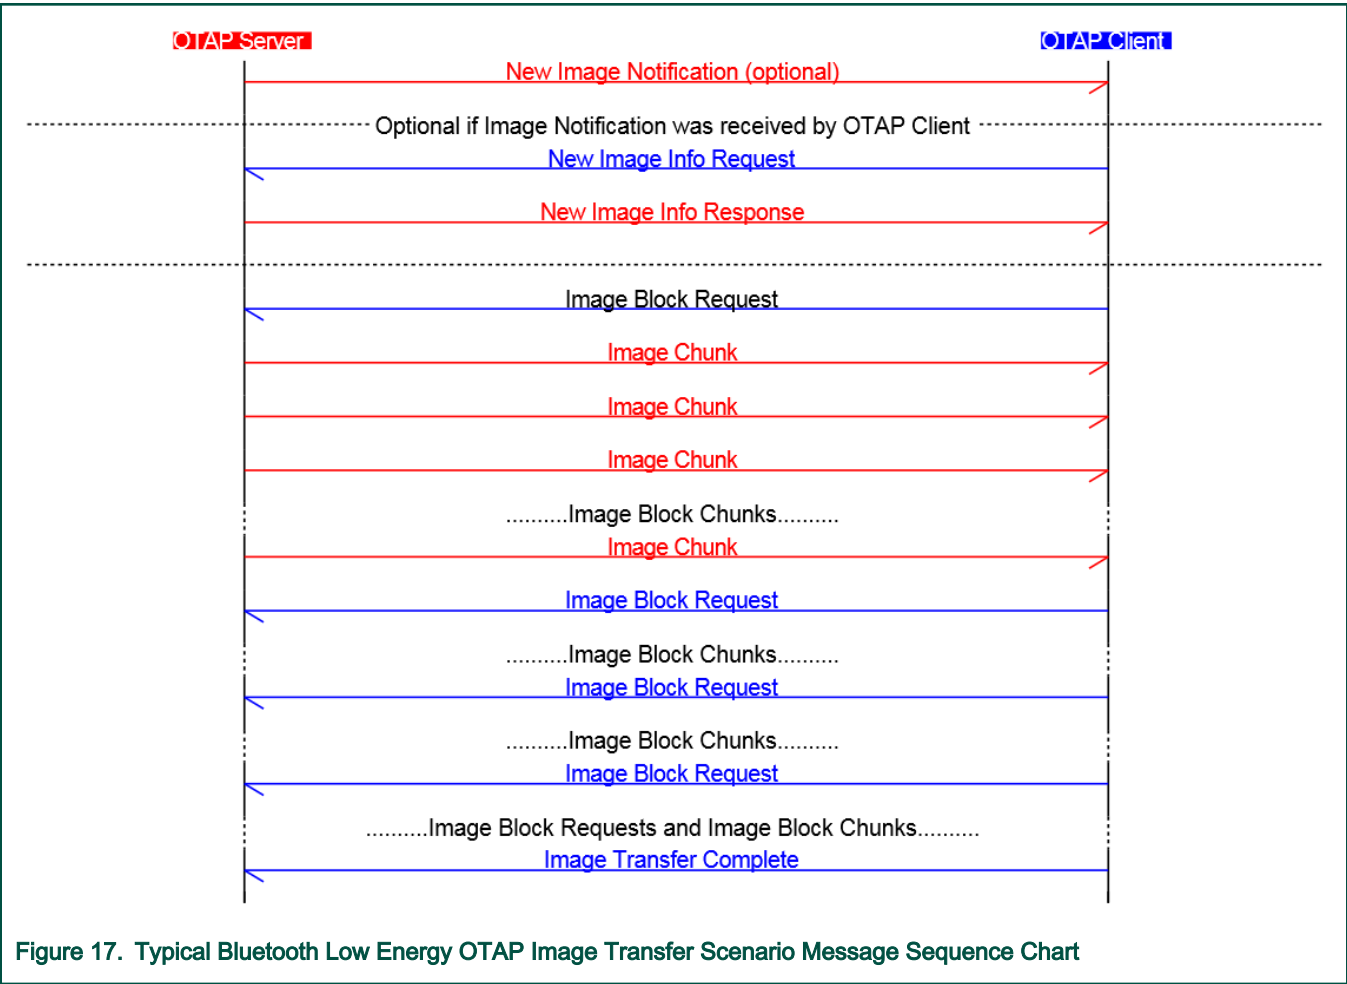 OTAP Server
OTAP Client
New Image Notification (optional)
Optional if Image Notification was received by OTAP Client
New Image Info Request
New Image Info Response
Image Block Request
Image Chunk
Image Chunk
Image Chunk
..........Image Block Chunks..........
Image Chunk
Image Block Request
..........Image Block Chunks..........
Image Block Request
..........Image Block Chunks..........
Image Block Request
..........Image Block Requests and Image Block Chunks..........
Image Transfer Complete
Figure 17. Typical Bluetooth Low Energy OTAP Image Transfer Scenario Message Sequence Chart